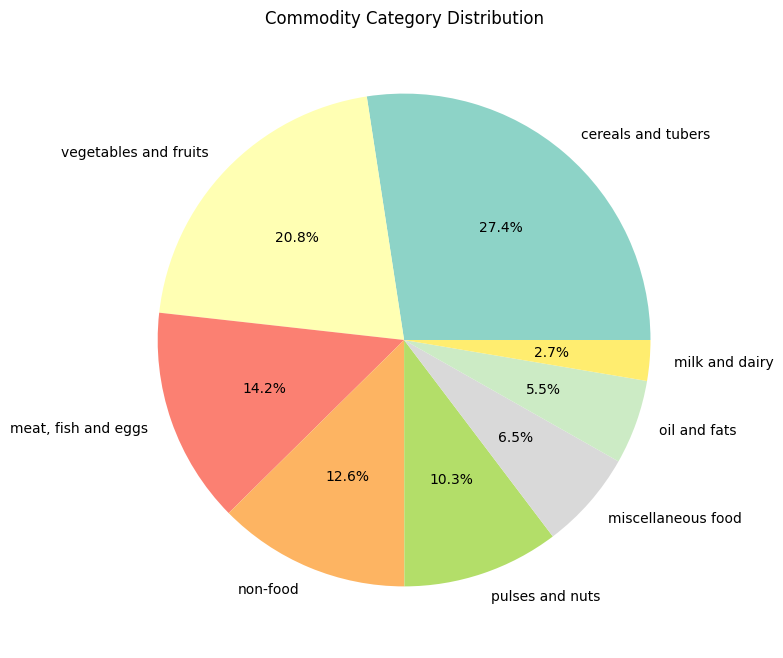 Commodity Category Distribution
cereals and tubers
27.4%
vegetables and fruits
20.8%
meat, fish and eggs
14.2%
non-food
12.6%
pulses and nuts
10.3%
miscellaneous food
6.5%
oil and fats
5.5%
milk and dairy
2.7%